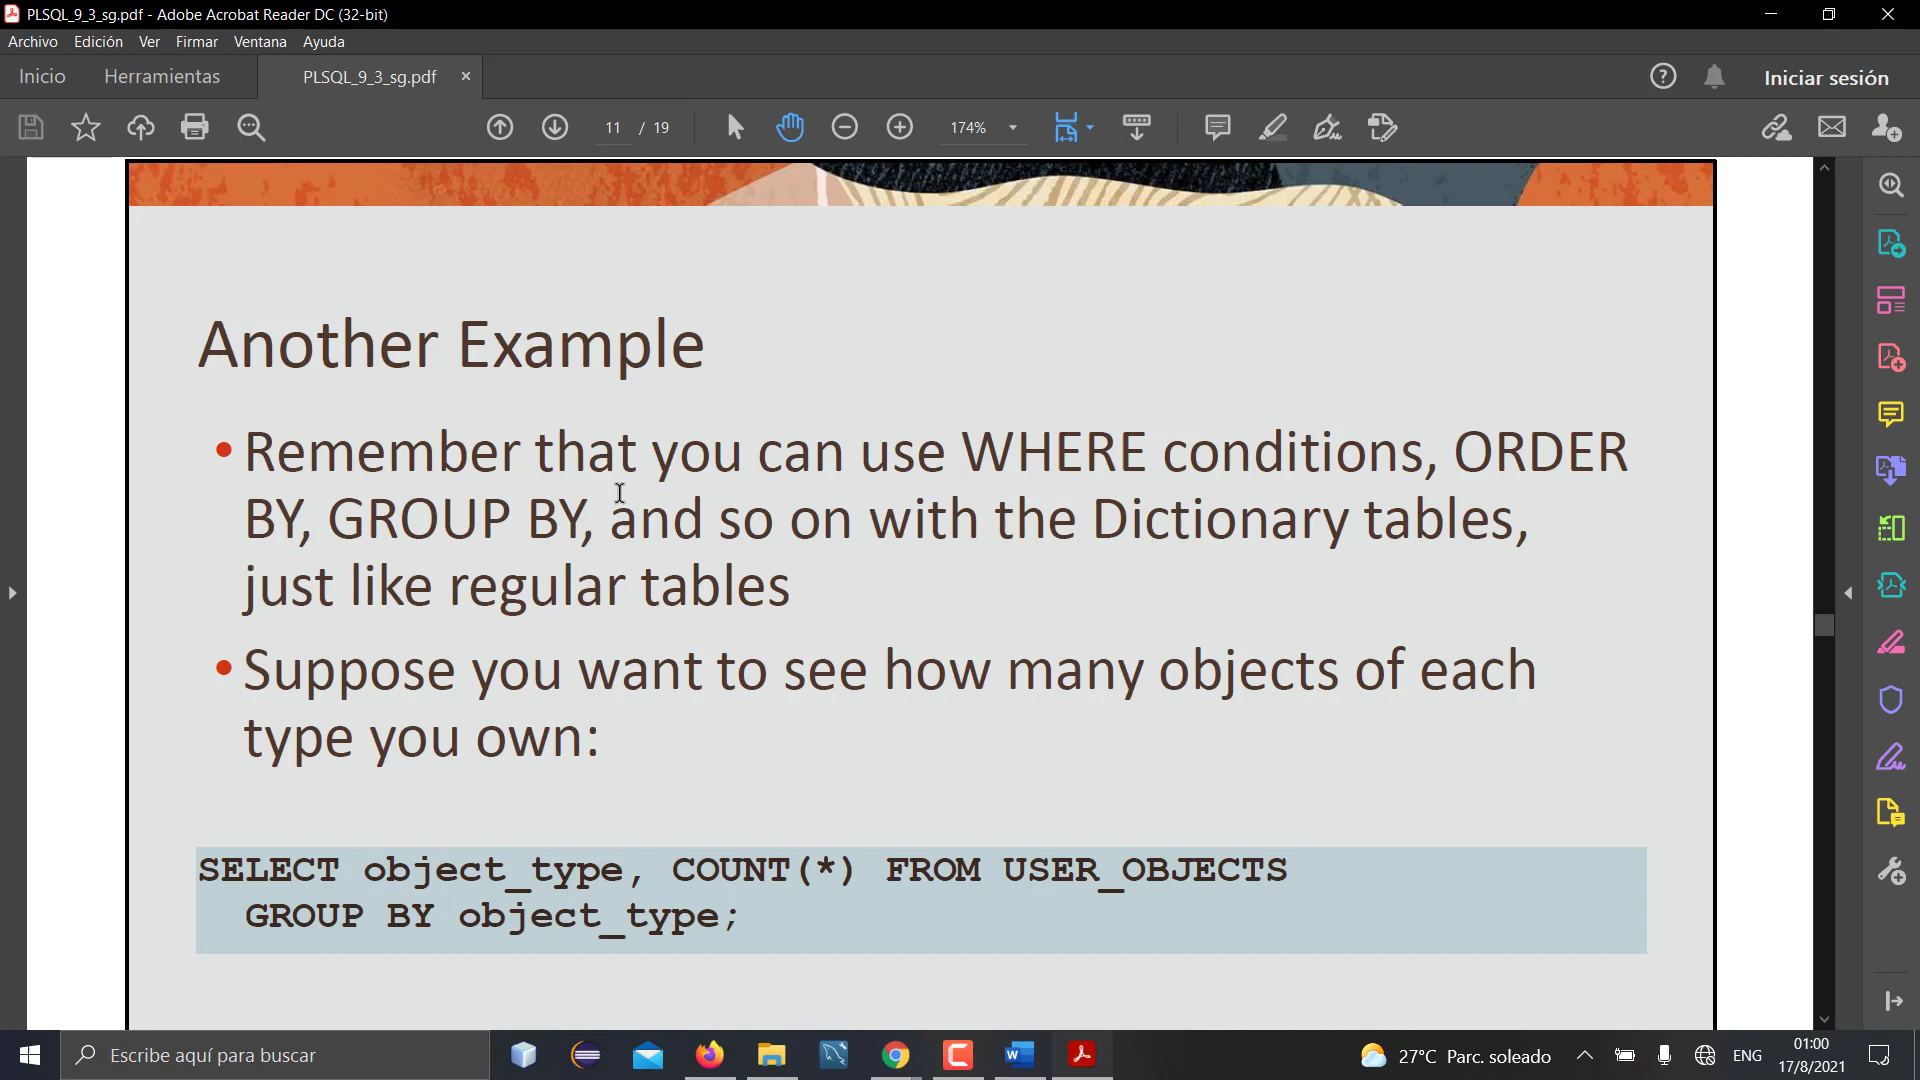 PLSQL_9_3_sg.pdf - Adobe Acrobat Reader DC (32-bit)
Archivo Edición Ver Firmar Ventana Ayuda
Inicio Herramientas PLSQL_9_3_sg.pdf × Iniciar sesión
11 / 19 174%
Another Example
• Remember that you can use WHERE conditions, ORDER
BY, GROUP BY, and so on with the Dictionary tables,
just like regular tables
• Suppose you want to see how many objects of each
type you own:
SELECT object_type, COUNT(*) FROM USER_OBJECTS
GROUP BY object_type;
Escribe aquí para buscar
27°C Parc. soleado ENG 01:00
17/8/2021